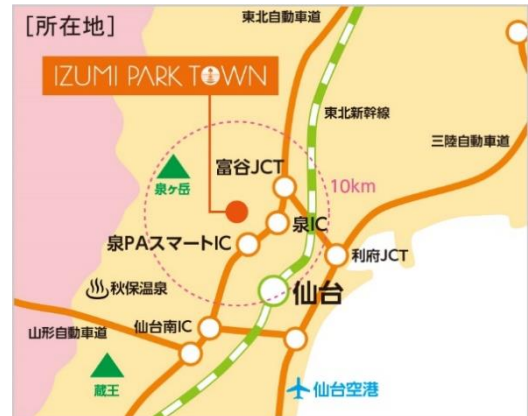 [所在地]
東北自動車道
IZUMI PARK TOWN
東北新幹線
三陸自動車道
泉ヶ岳
富谷JCT
10km
泉IC
泉PAスマートIC
利府JCT
秋保温泉
仙台
山形自動車道
仙台南IC
蔵王
仙台空港